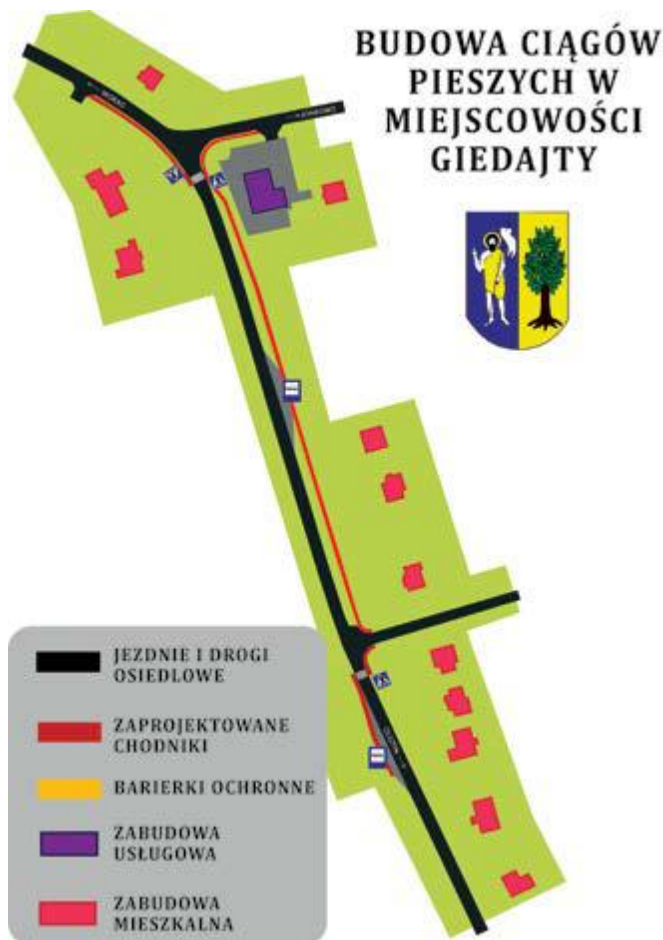 BUDOWA CIĄGÓW
PIESZYCH W
MIEJSCOWOŚCI
GIEDAJTY
JEZDNIE I DROGI
OSIEDLOWE
ZAPROJEKTOWANE
CHODNIKI
BARIERKI OCHRONNE
ZABUDOWA
USŁUGOWA
ZABUDOWA
MIESZKALNA